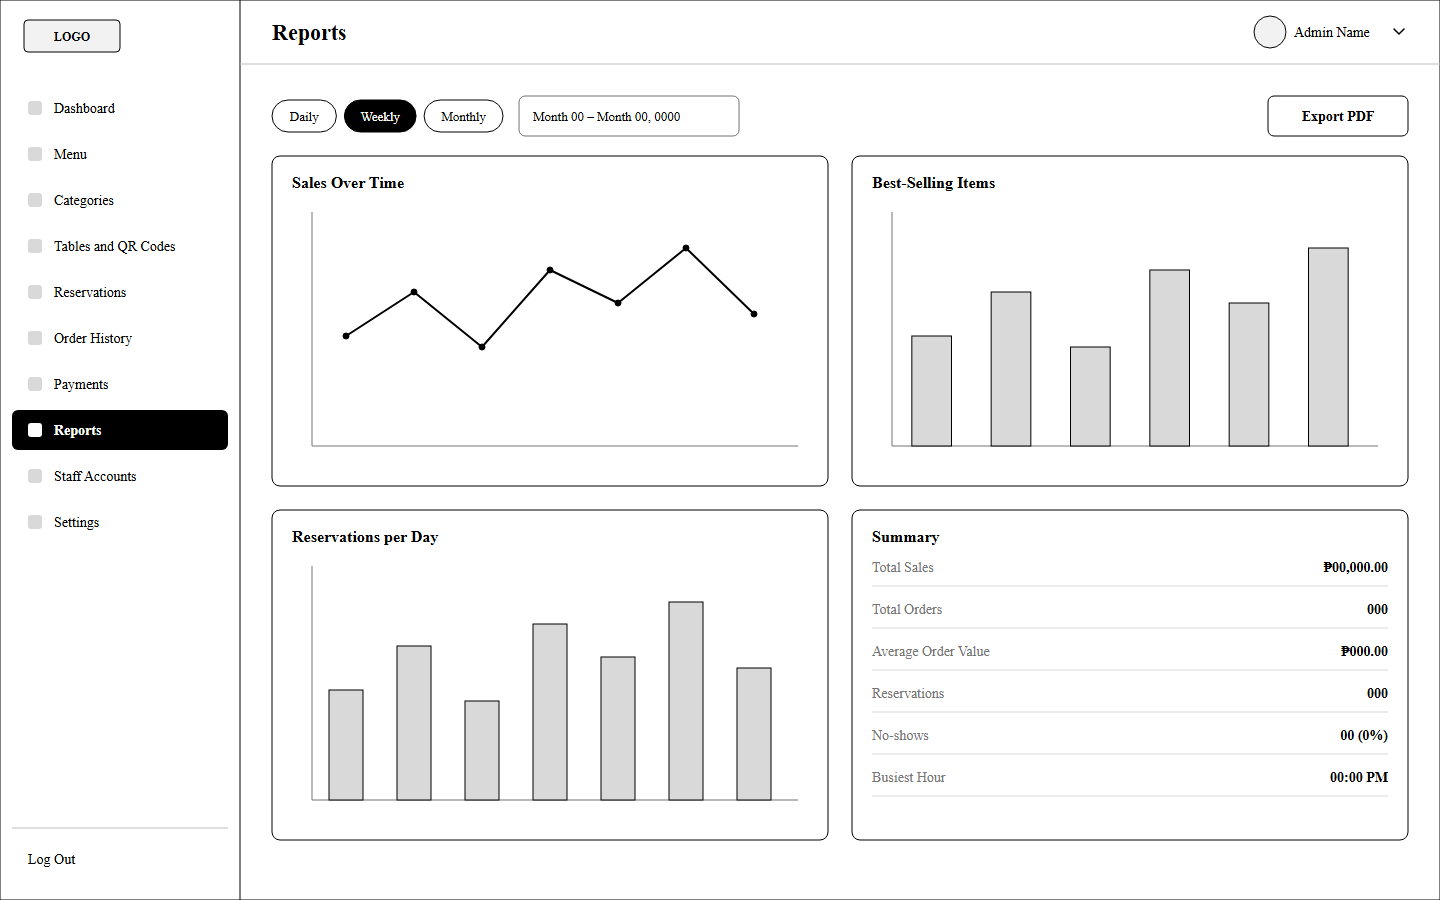 LOGO
Dashboard
Menu
Categories
Tables and QR Codes
Reservations
Order History
Payments
Reports
Staff Accounts
Settings
Log Out
Reports
Admin Name
Daily
Weekly
Monthly
Month 00 – Month 00, 0000
Export PDF
Sales Over Time
Best-Selling Items
Reservations per Day
Summary
Total Sales ₱00,000.00
Total Orders 000
Average Order Value ₱000.00
Reservations 000
No-shows 00 (0%)
Busiest Hour 00:00 PM